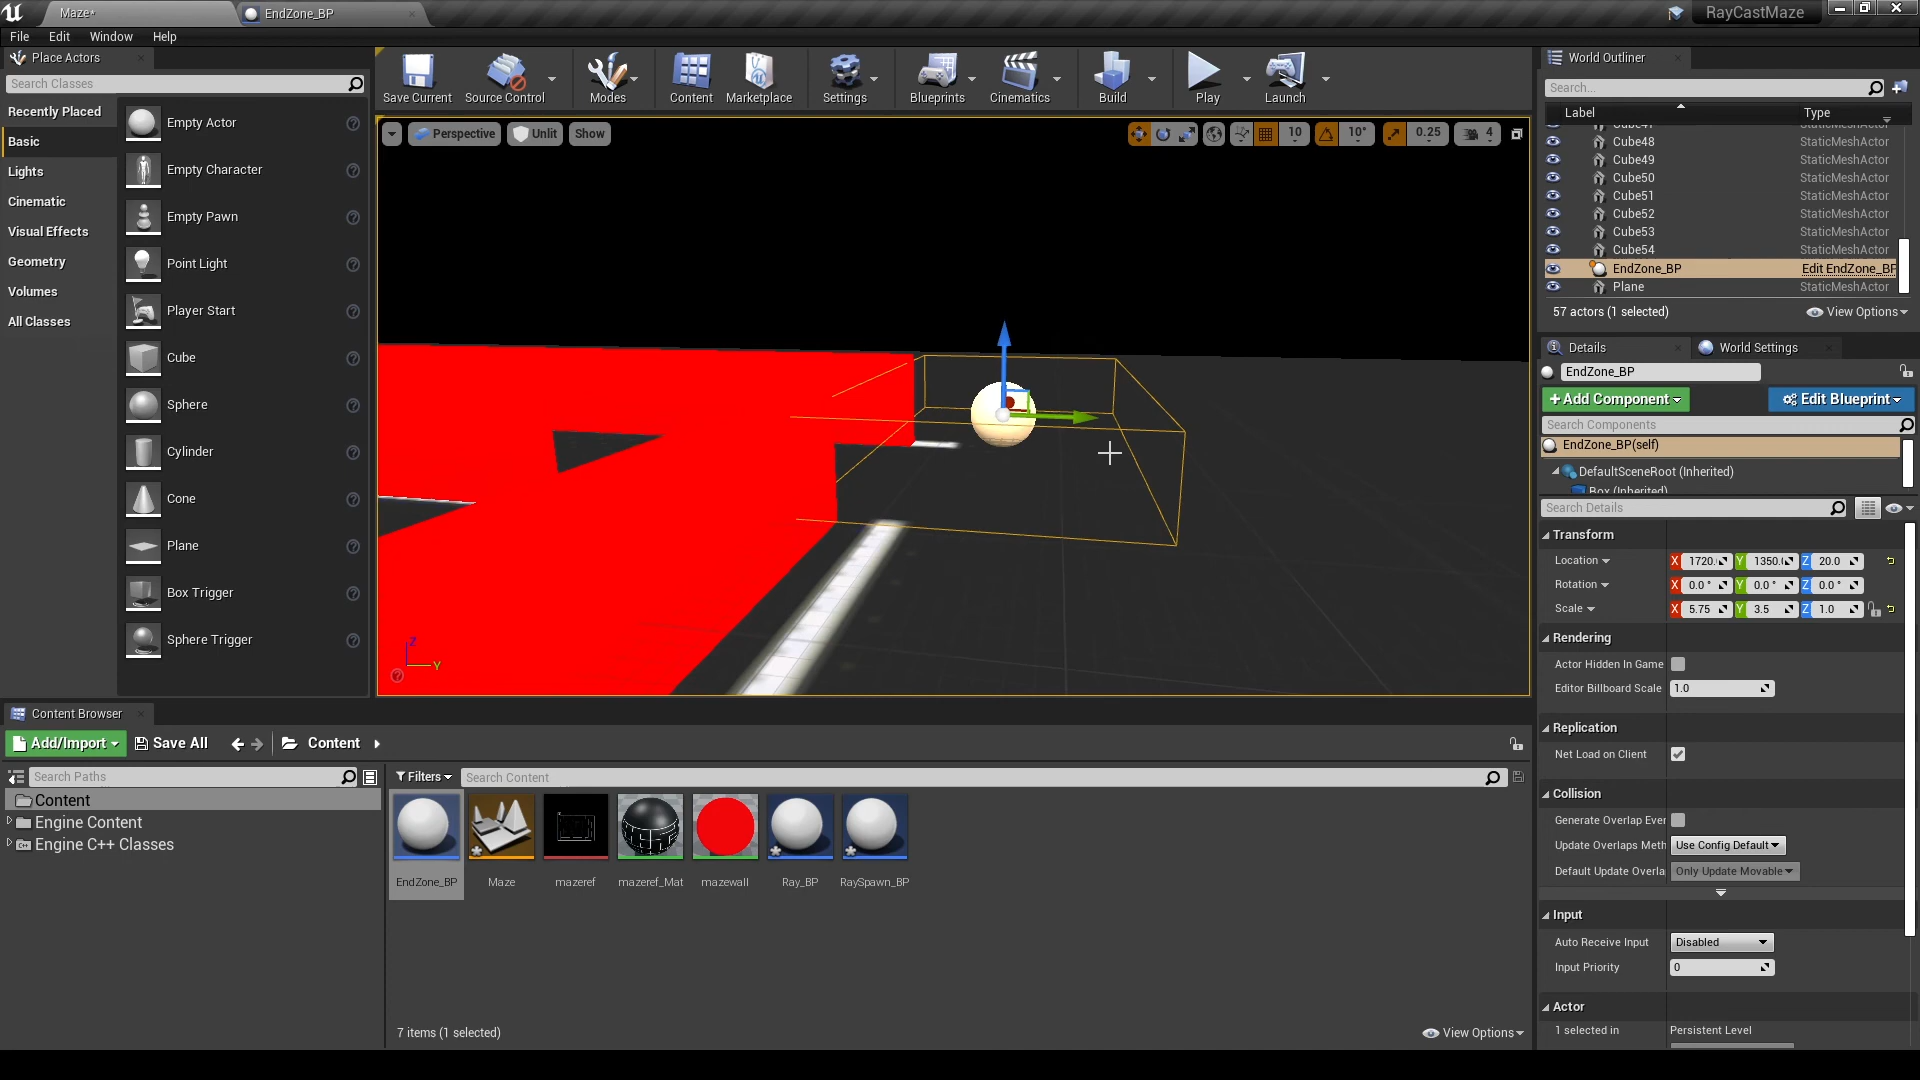 Maze*
EndZone_BP
RayCastMaze
File Edit Window Help
Place Actors
Search Classes
Recently Placed
Basic
Lights
Cinematic
Visual Effects
Geometry
Volumes
All Classes
Empty Actor
Empty Character
Empty Pawn
Point Light
Player Start
Cube
Sphere
Cylinder
Cone
Plane
Box Trigger
Sphere Trigger
Save Current
Source Control
Modes
Content
Marketplace
Settings
Blueprints
Cinematics
Build
Play
Launch
Perspective
Unlit
Show
10
10°
0.25
4
Z
Y
World Outliner
Search...
Label Type
Cube48 StaticMeshActor
Cube49 StaticMeshActor
Cube50 StaticMeshActor
Cube51 StaticMeshActor
Cube52 StaticMeshActor
Cube53 StaticMeshActor
Cube54 StaticMeshActor
EndZone_BP Edit EndZone_BP
Plane StaticMeshActor
57 actors (1 selected)
View Options
Details
World Settings
EndZone_BP
+Add Component
Edit Blueprint
Search Components
EndZone_BP(self)
DefaultSceneRoot (Inherited)
Box (Inherited)
Search Details
Transform
Location X 1720. Y 1350. Z 20.0
Rotation X 0.0 ° Y 0.0 ° Z 0.0 °
Scale X 5.75 Y 3.5 Z 1.0
Rendering
Actor Hidden In Game
Editor Billboard Scale 1.0
Replication
Net Load on Client
Collision
Generate Overlap Ever
Update Overlaps Meth Use Config Default
Default Update Overla Only Update Movable
Input
Auto Receive Input Disabled
Input Priority 0
Actor
1 selected in Persistent Level
Content Browser
Add/Import
Save All
Content
Search Paths
Filters
Search Content
Content
Engine Content
Engine C++ Classes
EndZone_BP
Maze
mazeref
mazeref_Mat
mazewall
Ray_BP
RaySpawn_BP
7 items (1 selected)
View Options